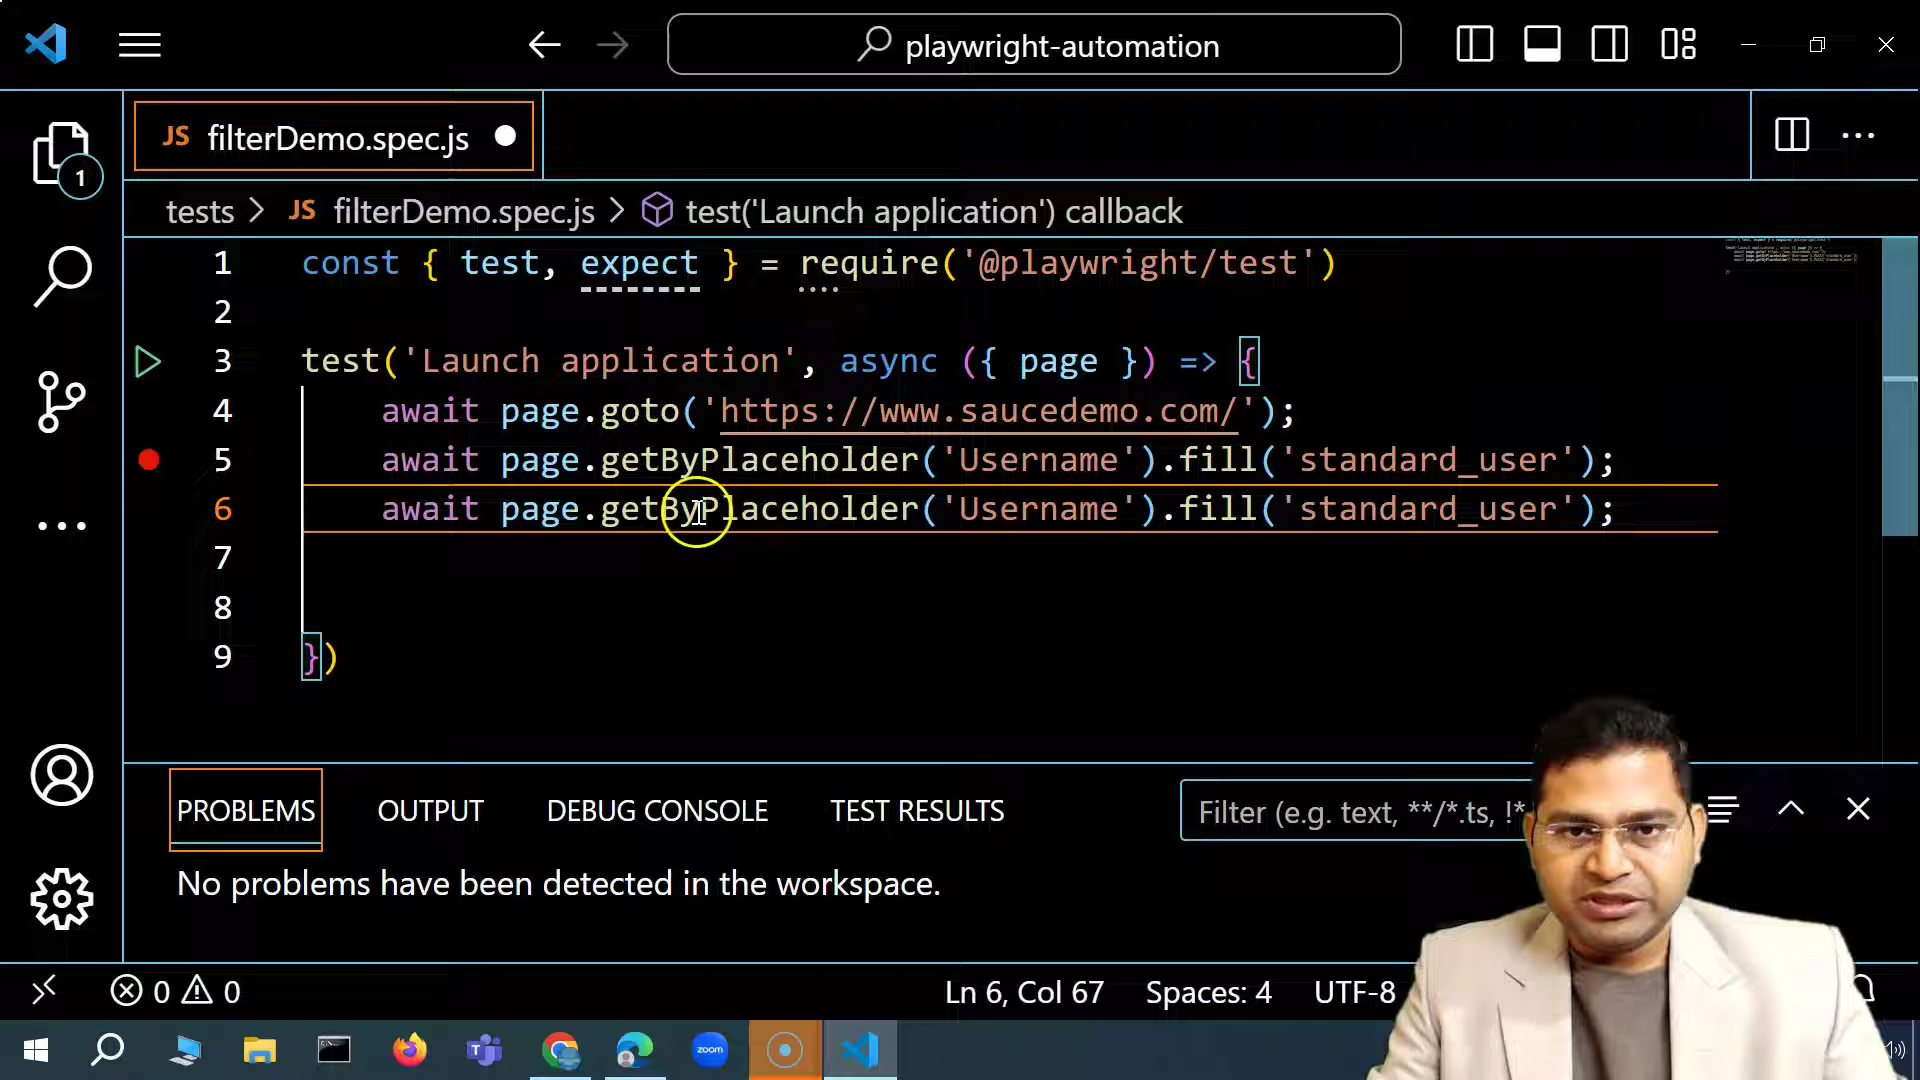 playwright-automation
JS filterDemo.spec.js
1
tests > JS filterDemo.spec.js > test('Launch application') callback
1 const { test, expect } = require('@playwright/test')
2
3 test('Launch application', async ({ page }) => {
4 await page.goto('https://www.saucedemo.com/');
5 await page.getByPlaceholder('Username').fill('standard_user');
6 await page.getByPlaceholder('Username').fill('standard_user');
7
8
9 })
PROBLEMS OUTPUT DEBUG CONSOLE TEST RESULTS Filter (e.g. text, **/*.ts, !*
No problems have been detected in the workspace.
0 0 Ln 6, Col 67 Spaces: 4 UTF-8
zoom